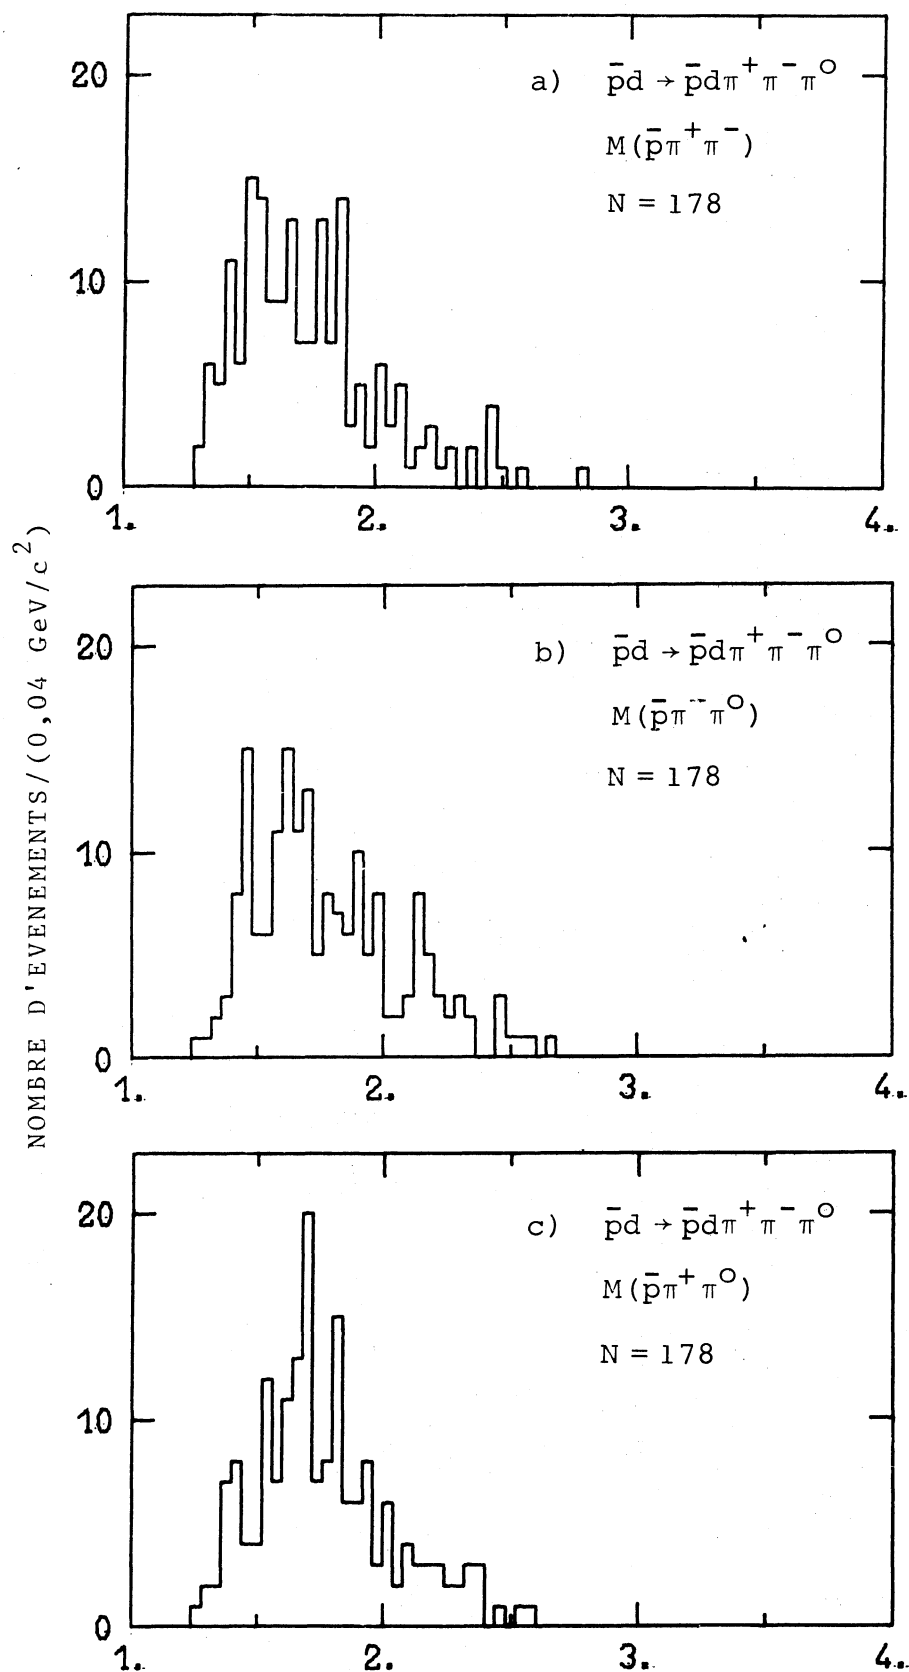 NOMBRE D'EVENEMENTS/(0,04 GeV/c²)
20
a) p̄d → p̄dπ⁺π⁻π⁰
M(p̄π⁺π⁻)
N = 178
10
0
1. 2. 3. 4.
20
b) p̄d → p̄dπ⁺π⁻π⁰
M(p̄π⁻π⁰)
N = 178
10
0
1. 2. 3. 4.
20
c) p̄d → p̄dπ⁺π⁻π⁰
M(p̄π⁺π⁰)
N = 178
10
0
1. 2. 3. 4.